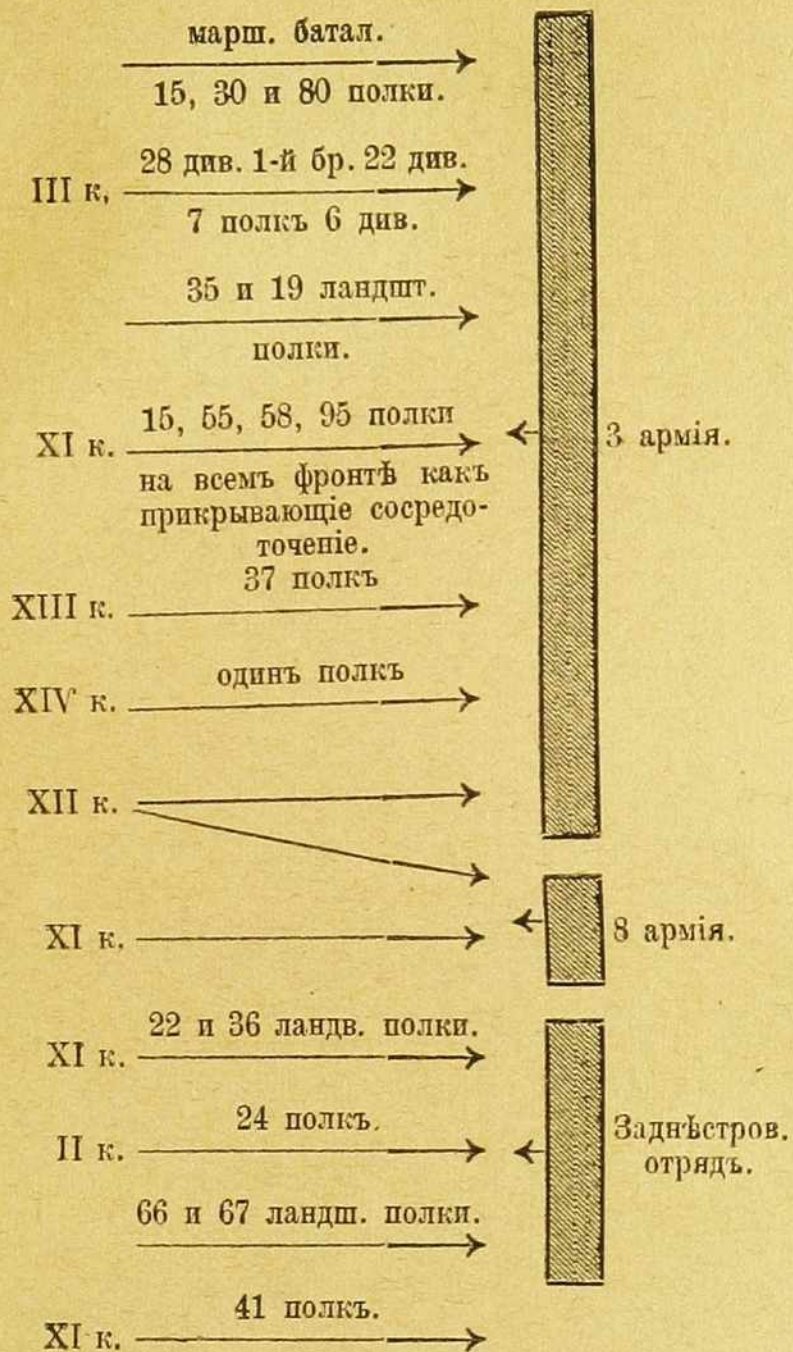 марш. батал.
15, 30 и 80 полки.
28 див. 1-й бр. 22 див.
III к.
7 полкъ 6 див.
35 и 19 ландшт.
полки.
15, 55, 58, 95 полки
XI к.
3 армія.
на всемъ фронтѣ какъ
прикрывающіе сосредо-
точеніе.
37 полкъ
XIII к.
одинъ полкъ
XIV к.
XII к.
XI к.
8 армія.
22 и 36 ландв. полки.
XI к.
24 полкъ.
II к.
Заднѣстров.
отрядъ.
66 и 67 ландш. полки.
41 полкъ.
XI к.